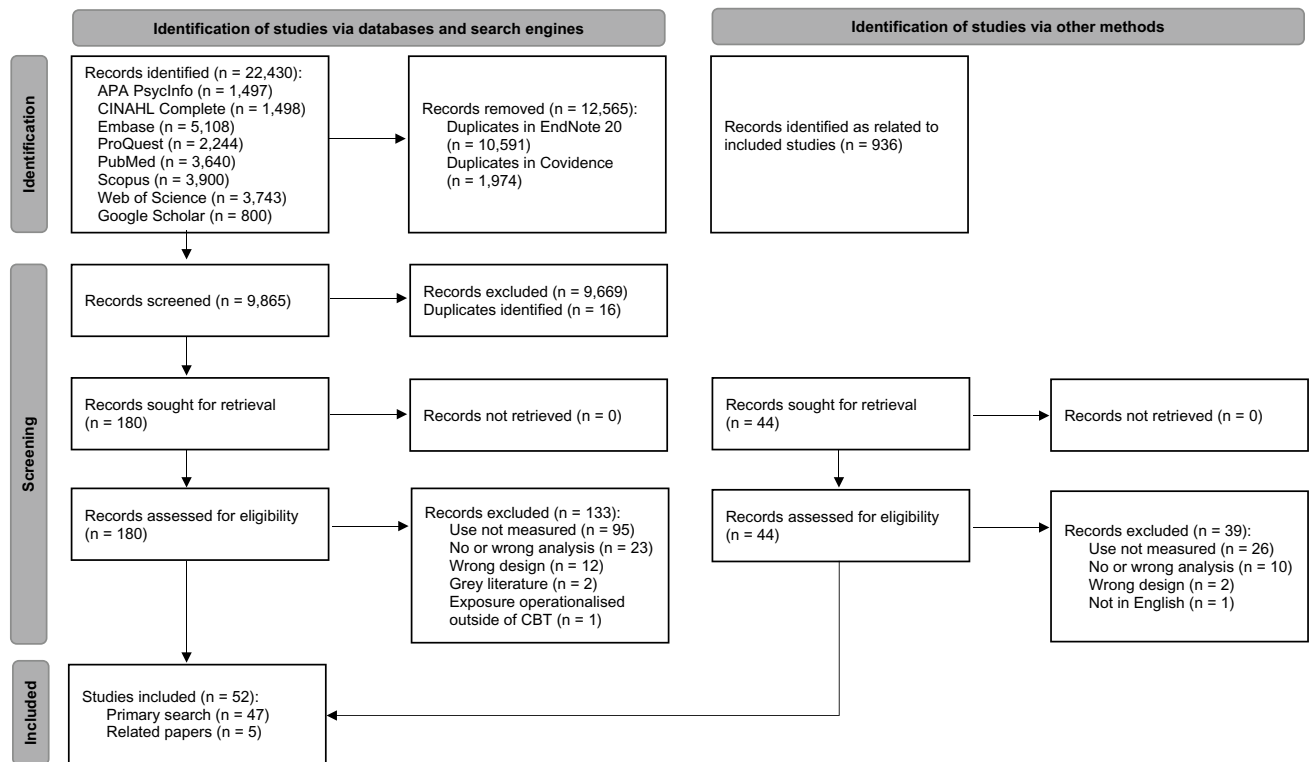 Identification of studies via databases and search engines
Identification of studies via other methods
Identification
Records identified (n = 22,430):
APA PsycInfo (n = 1,497)
CINAHL Complete (n = 1,498)
Embase (n = 5,108)
ProQuest (n = 2,244)
PubMed (n = 3,640)
Scopus (n = 3,900)
Web of Science (n = 3,743)
Google Scholar (n = 800)
Records removed (n = 12,565):
Duplicates in EndNote 20
(n = 10,591)
Duplicates in Covidence
(n = 1,974)
Records identified as related to
included studies (n = 936)
Screening
Records screened (n = 9,865)
Records excluded (n = 9,669)
Duplicates identified (n = 16)
Records sought for retrieval
(n = 180)
Records not retrieved (n = 0)
Records sought for retrieval
(n = 44)
Records not retrieved (n = 0)
Records assessed for eligibility
(n = 180)
Records excluded (n = 133):
Use not measured (n = 95)
No or wrong analysis (n = 23)
Wrong design (n = 12)
Grey literature (n = 2)
Exposure operationalised
outside of CBT (n = 1)
Records assessed for eligibility
(n = 44)
Records excluded (n = 39):
Use not measured (n = 26)
No or wrong analysis (n = 10)
Wrong design (n = 2)
Not in English (n = 1)
Included
Studies included (n = 52):
Primary search (n = 47)
Related papers (n = 5)